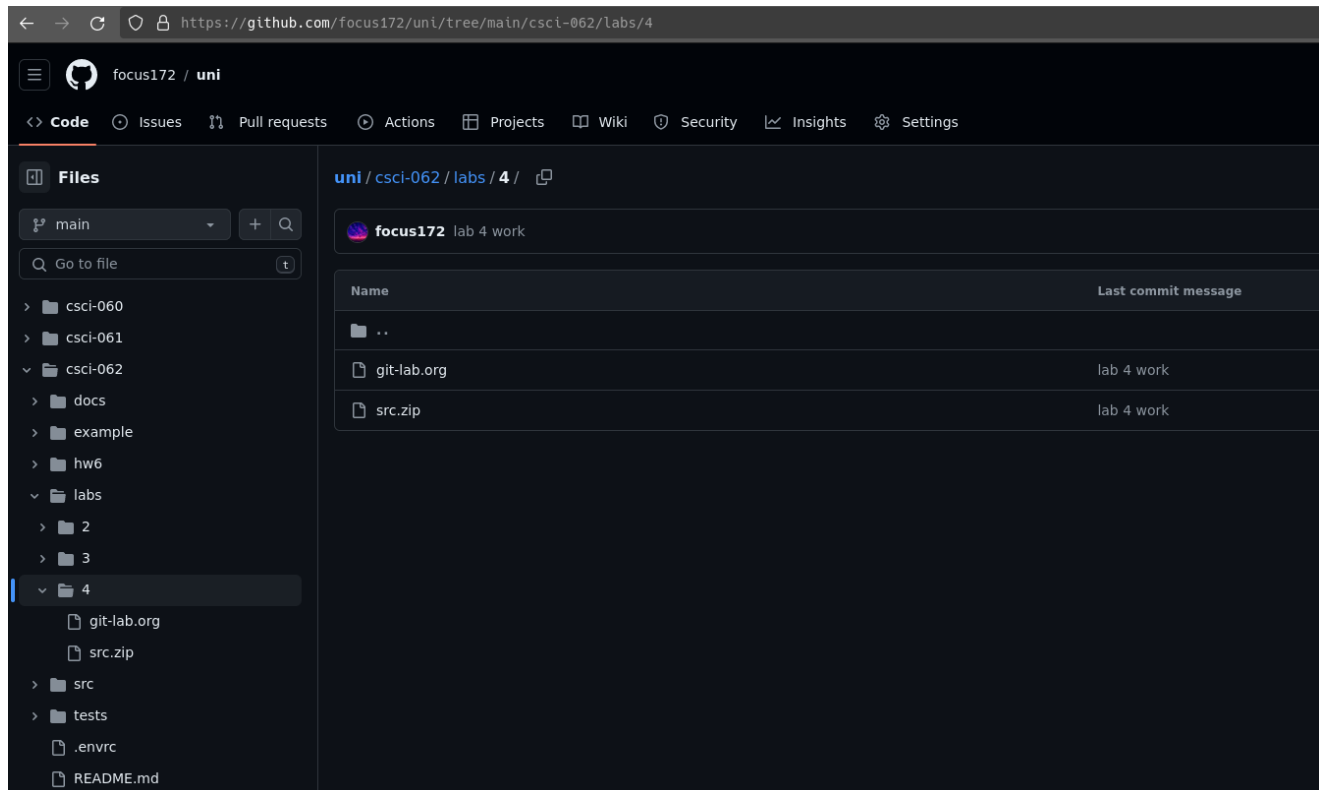 https://github.com/focus172/uni/tree/main/csci-062/labs/4
focus172 / uni
<> Code Issues Pull requests Actions Projects Wiki Security Insights Settings
Files
main
Go to file t
csci-060
csci-061
csci-062
docs
example
hw6
labs
2
3
4
git-lab.org
src.zip
src
tests
.envrc
README.md
uni / csci-062 / labs / 4 /
focus172 lab 4 work
Name Last commit message
..
git-lab.org lab 4 work
src.zip lab 4 work